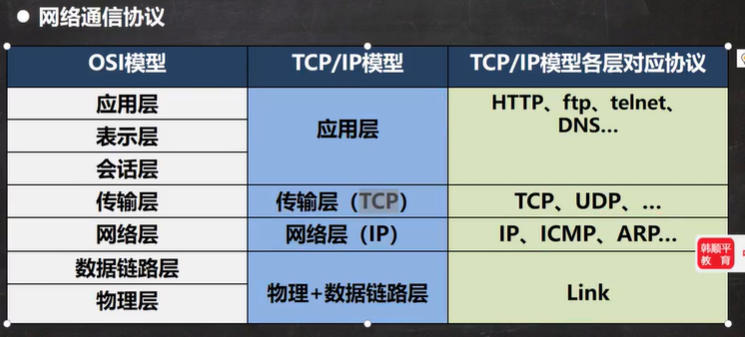 ● 网络通信协议
OSI模型 TCP/IP模型 TCP/IP模型各层对应协议
应用层
表示层
会话层
应用层
HTTP、ftp、telnet、
DNS...
传输层 传输层（TCP） TCP、UDP、...
网络层 网络层（IP） IP、ICMP、ARP...
数据链路层
物理层
物理+数据链路层
Link
韩顺平
教育